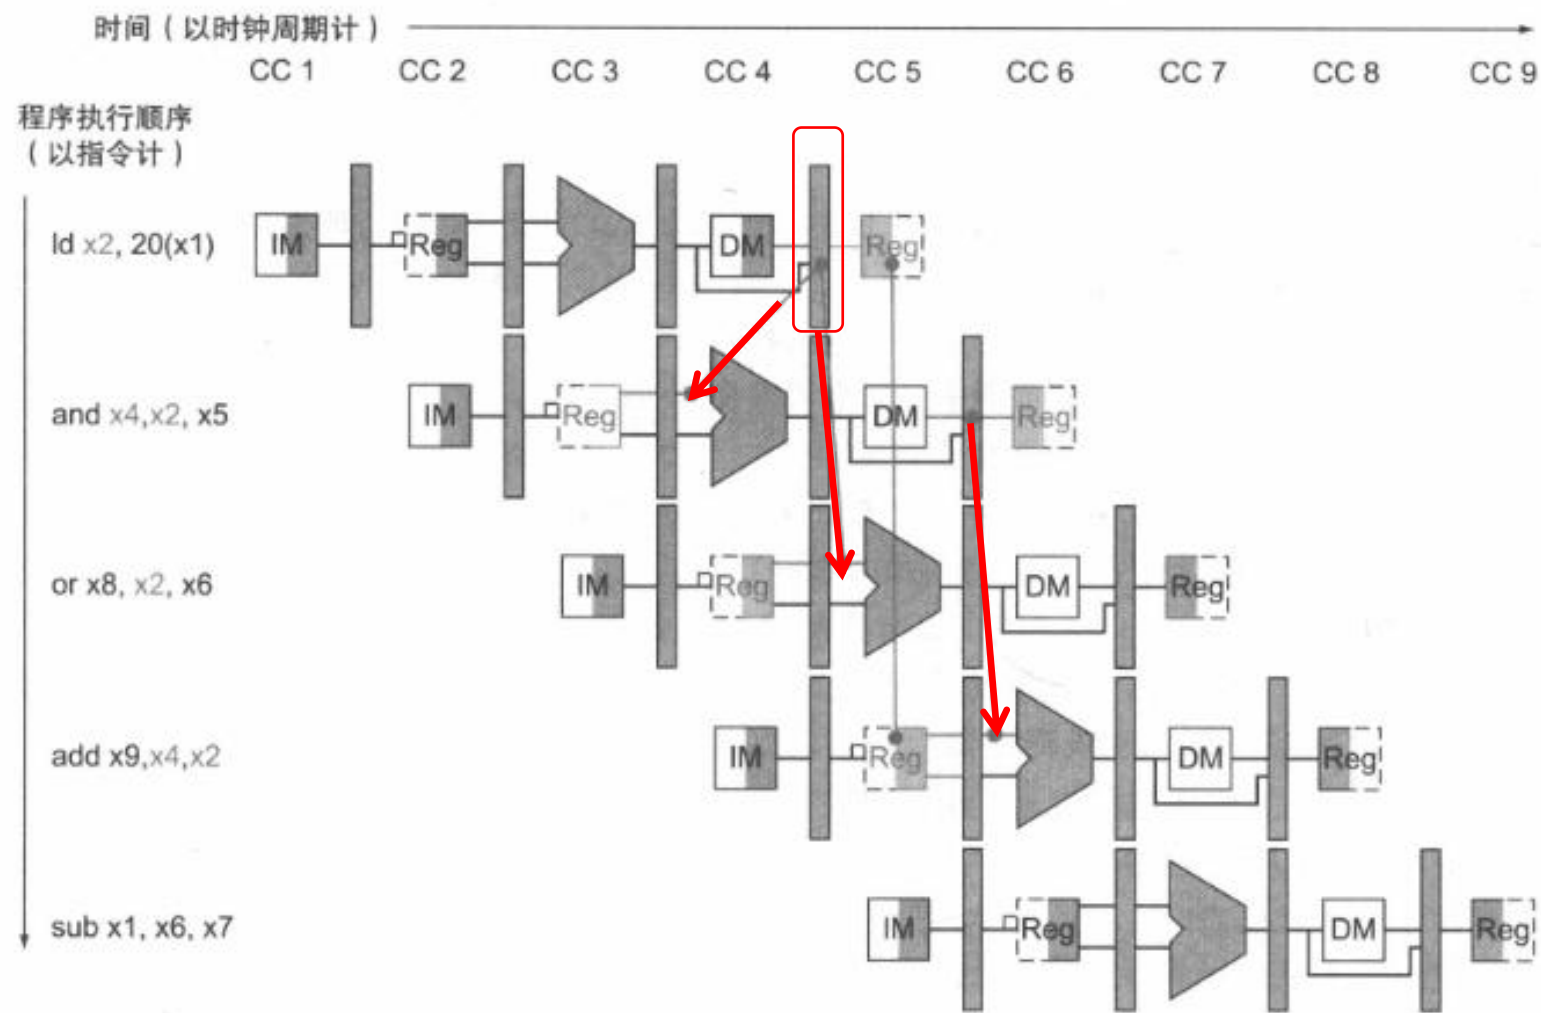 时间（以时钟周期计）
CC 1 CC 2 CC 3 CC 4 CC 5 CC 6 CC 7 CC 8 CC 9
程序执行顺序
（以指令计）
ld x2, 20(x1) IM Reg DM Reg
and x4,x2, x5 IM Reg DM Reg
or x8, x2, x6 IM Reg DM Reg
add x9,x4,x2 IM Reg DM Reg
sub x1, x6, x7 IM Reg DM Reg